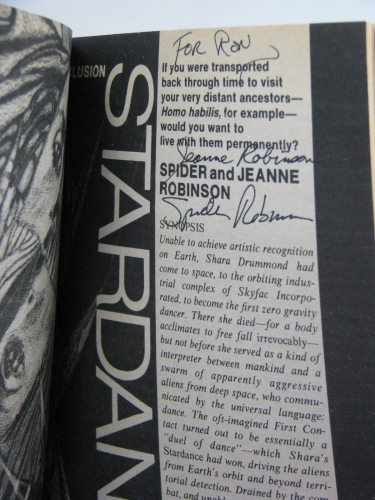 CLUSION
STARDAN
For Ron,
If you were transported
back through time to visit
your very distant ancestors—
Homo habilis, for example—
would you want to
live with them permanently?
Jeanne Robinson
SPIDER and JEANNE
ROBINSON
Spider Robinson
SYNOPSIS
Unable to achieve artistic recognition
on Earth, Shara Drummond had
come to space, to the orbiting indus-
trial complex of Skyfac Incorpo-
rated, to become the first zero gravity
dancer. There she died—for a body
acclimates to free fall irrevocably—
but not before she served as a kind of
interpreter between mankind and a
swarm of apparently aggressive
aliens from deep space, who commu-
nicated by the universal language:
dance. The oft-imagined First Con-
tact turned out to be essentially a
"duel of dance"—which Shara's
Stardance had won, driving the aliens
from Earth's orbit and beyond terri-
torial detection. Drained by the com-
bat, and